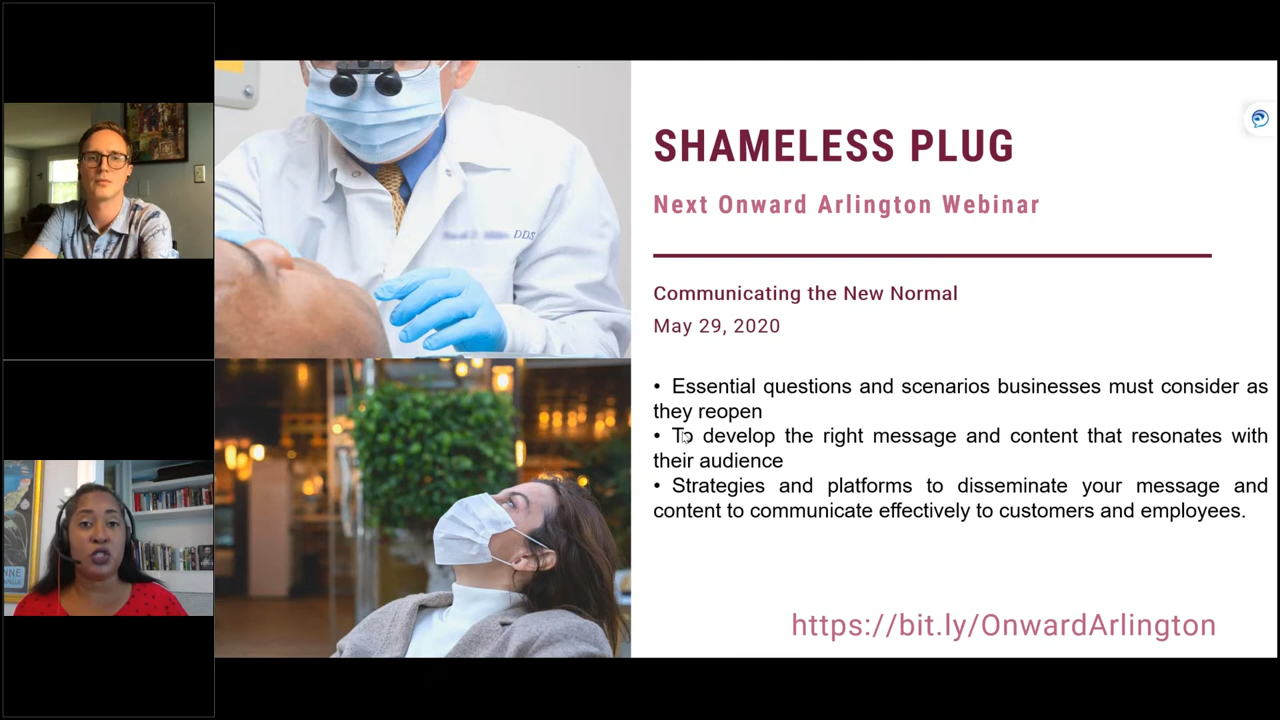 SHAMELESS PLUG
Next Onward Arlington Webinar
Communicating the New Normal
May 29, 2020
• Essential questions and scenarios businesses must consider as
they reopen
• To develop the right message and content that resonates with
their audience
• Strategies and platforms to disseminate your message and
content to communicate effectively to customers and employees.
https://bit.ly/OnwardArlington
DDS
NNE